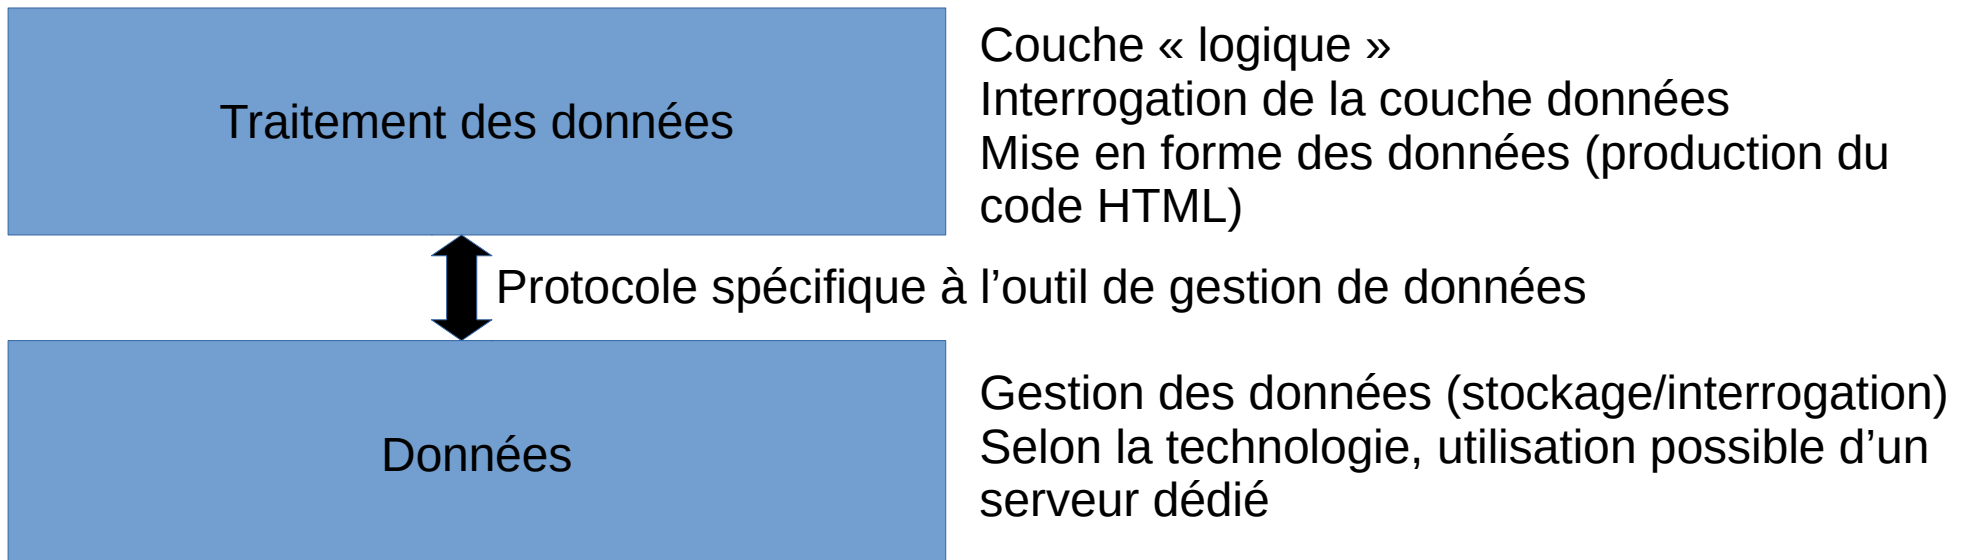 Traitement des données
Couche « logique »
Interrogation de la couche données
Mise en forme des données (production du
code HTML)
Protocole spécifique à l’outil de gestion de données
Données
Gestion des données (stockage/interrogation)
Selon la technologie, utilisation possible d’un
serveur dédié